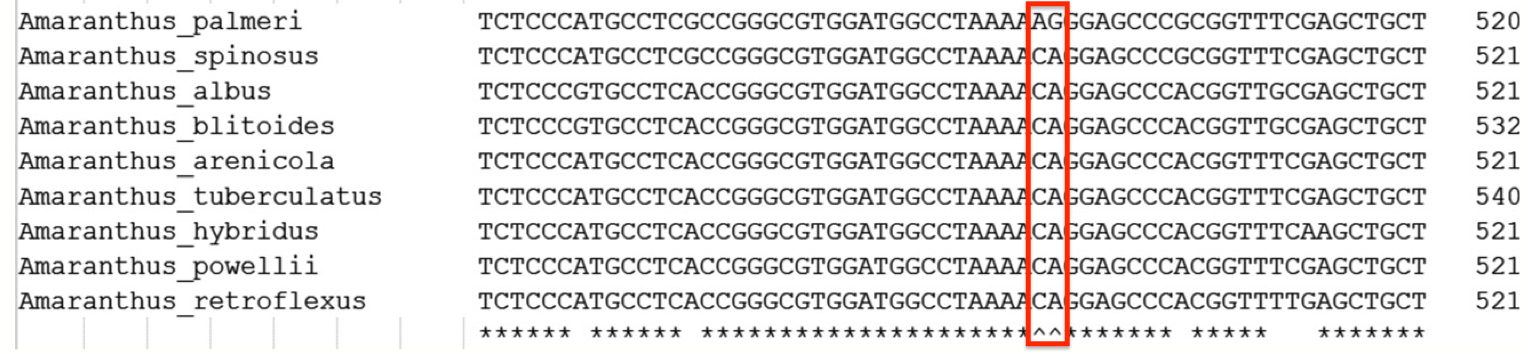 Amaranthus_palmeri TCTCCCATGCCTCGCCGGGCGTGGATGGCCTAAAAAGGGAGCCCGCGGTTTCGAGCTGCT 520
Amaranthus_spinosus TCTCCCATGCCTCGCCGGGCGTGGATGGCCTAAAACAGGAGCCCGCGGTTTCGAGCTGCT 521
Amaranthus_albus TCTCCCGTGCCTCACCGGGCGTGGATGGCCTAAAACAGGAGCCCACGGTTGCGAGCTGCT 521
Amaranthus_blitoides TCTCCCGTGCCTCACCGGGCGTGGATGGCCTAAAACAGGAGCCCACGGTTGCGAGCTGCT 532
Amaranthus_arenicola TCTCCCATGCCTCACCGGGCGTGGATGGCCTAAAACAGGAGCCCACGGTTTCGAGCTGCT 521
Amaranthus_tuberculatus TCTCCCATGCCTCACCGGGCGTGGATGGCCTAAAACAGGAGCCCACGGTTTCGAGCTGCT 540
Amaranthus_hybridus TCTCCCATGCCTCACCGGGCGTGGATGGCCTAAAACAGGAGCCCACGGTTTCAAGCTGCT 521
Amaranthus_powellii TCTCCCATGCCTCACCGGGCGTGGATGGCCTAAAACAGGAGCCCACGGTTTCGAGCTGCT 521
Amaranthus_retroflexus TCTCCCATGCCTCACCGGGCGTGGATGGCCTAAAACAGGAGCCCACGGTTTTGAGCTGCT 521
****** ****** *********************^^******* *****   *******